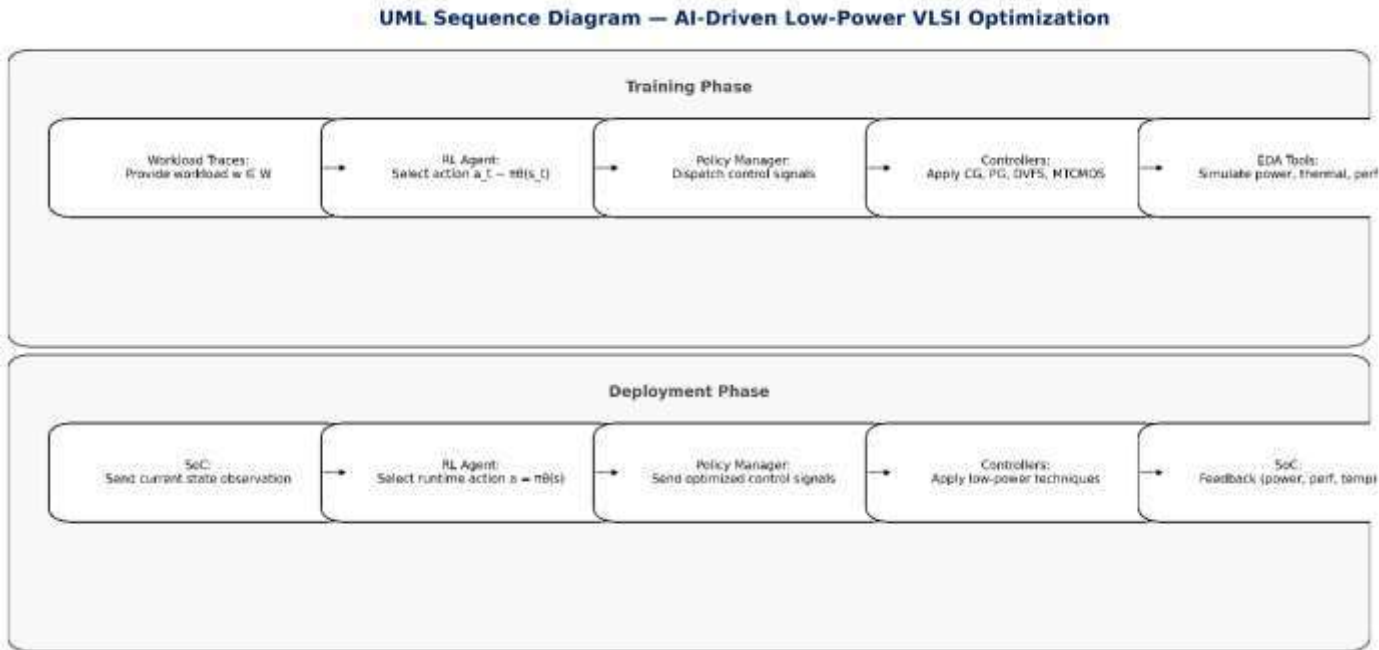 UML Sequence Diagram — AI-Driven Low-Power VLSI Optimization
Training Phase
Workload Traces:
Provide workload w ∈ W
RL Agent:
Select action a_t ~ πθ(s_t)
Policy Manager:
Dispatch control signals
Controllers:
Apply CG, PG, DVFS, MTCMOS
EDA Tools:
Simulate power, thermal, perf
Deployment Phase
SoC:
Send current state observation
RL Agent:
Select runtime action a = πθ(s)
Policy Manager:
Send optimized control signals
Controllers:
Apply low-power techniques
SoC:
Feedback (power, perf, temp)